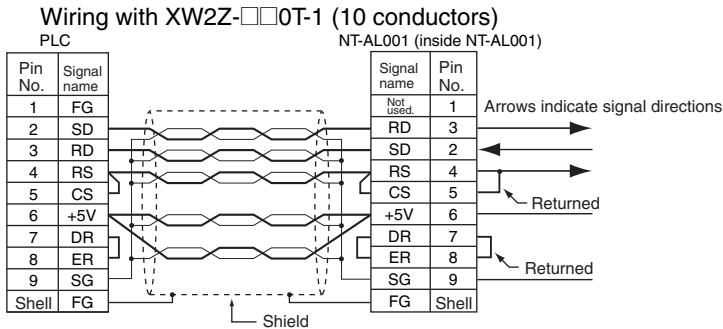 Wiring with XW2Z-□□0T-1 (10 conductors)
PLC
NT-AL001 (inside NT-AL001)
Pin No. Signal name
1 FG
2 SD
3 RD
4 RS
5 CS
6 +5V
7 DR
8 ER
9 SG
Shell FG
Signal name Pin No.
Not used. 1
RD 3
SD 2
RS 4
CS 5
+5V 6
DR 7
ER 8
SG 9
FG Shell
Arrows indicate signal directions
Returned
Returned
Shield